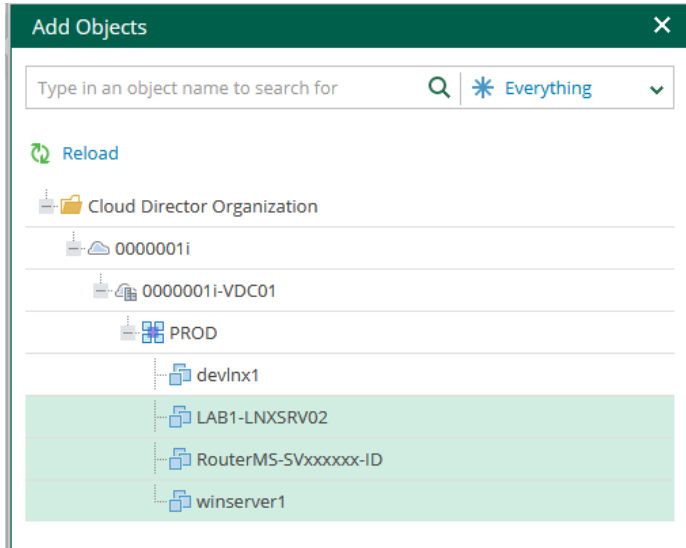 Add Objects
Type in an object name to search for
Everything
Reload
Cloud Director Organization
0000001i
0000001i-VDC01
PROD
devlnx1
LAB1-LNXSRV02
RouterMS-SVxxxxxx-ID
winserver1